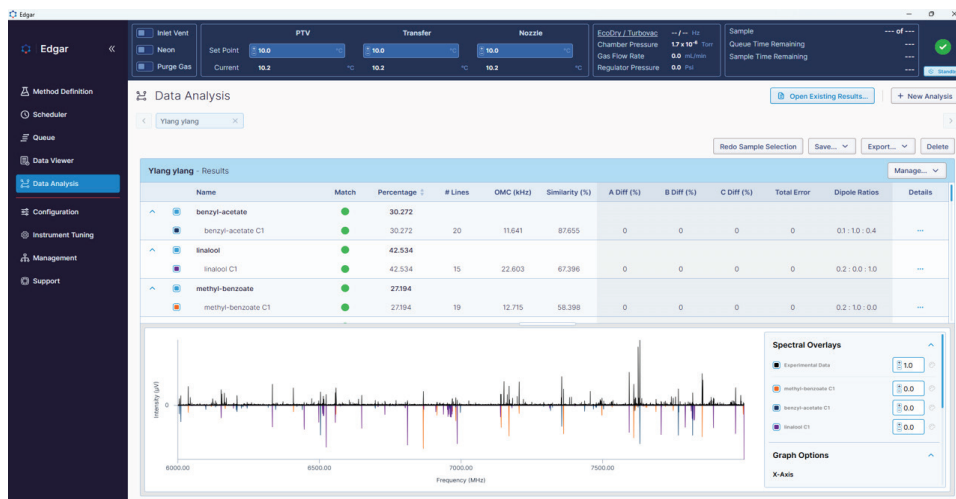 Edgar
Edgar
Inlet Vent
Neon
Purge Gas
PTV Transfer Nozzle
Set Point 10.0 °C 10.0 °C 10.0 °C
Current 10.2 °C 10.2 °C 10.2 °C
EcoDry / Turbovac --/-- Hz
Chamber Pressure 1.7 x 10⁻⁶ Torr
Gas Flow Rate 0.0 mL/min
Regulator Pressure 0.0 Psi
Sample --- of ---
Queue Time Remaining ---
Sample Time Remaining ---
---
Standby
Method Definition
Scheduler
Queue
Data Viewer
Data Analysis
Configuration
Instrument Tuning
Management
Support
Data Analysis
Open Existing Results...
+ New Analysis
Ylang ylang ×
Redo Sample Selection Save... Export... Delete
Ylang ylang - Results Manage...
Name Match Percentage # Lines OMC (kHz) Similarity (%) A Diff (%) B Diff (%) C Diff (%) Total Error Dipole Ratios Details
benzyl-acetate 30.272
benzyl-acetate C1 30.272 20 11.641 87.655 0 0 0 0 0.1 : 1.0 : 0.4 ...
linalool 42.534
linalool C1 42.534 15 22.603 67.396 0 0 0 0 0.2 : 0.0 : 1.0 ...
methyl-benzoate 27.194
methyl-benzoate C1 27.194 19 12.715 58.398 0 0 0 0 0.2 : 1.0 : 0.0 ...
Intensity (μV)
0
6000.00 6500.00 7000.00 7500.00
Frequency (MHz)
Spectral Overlays
Experimental Data 1.0
methyl-benzoate C1 0.0
benzyl-acetate C1 0.0
linalool C1 0.0
Graph Options
X-Axis